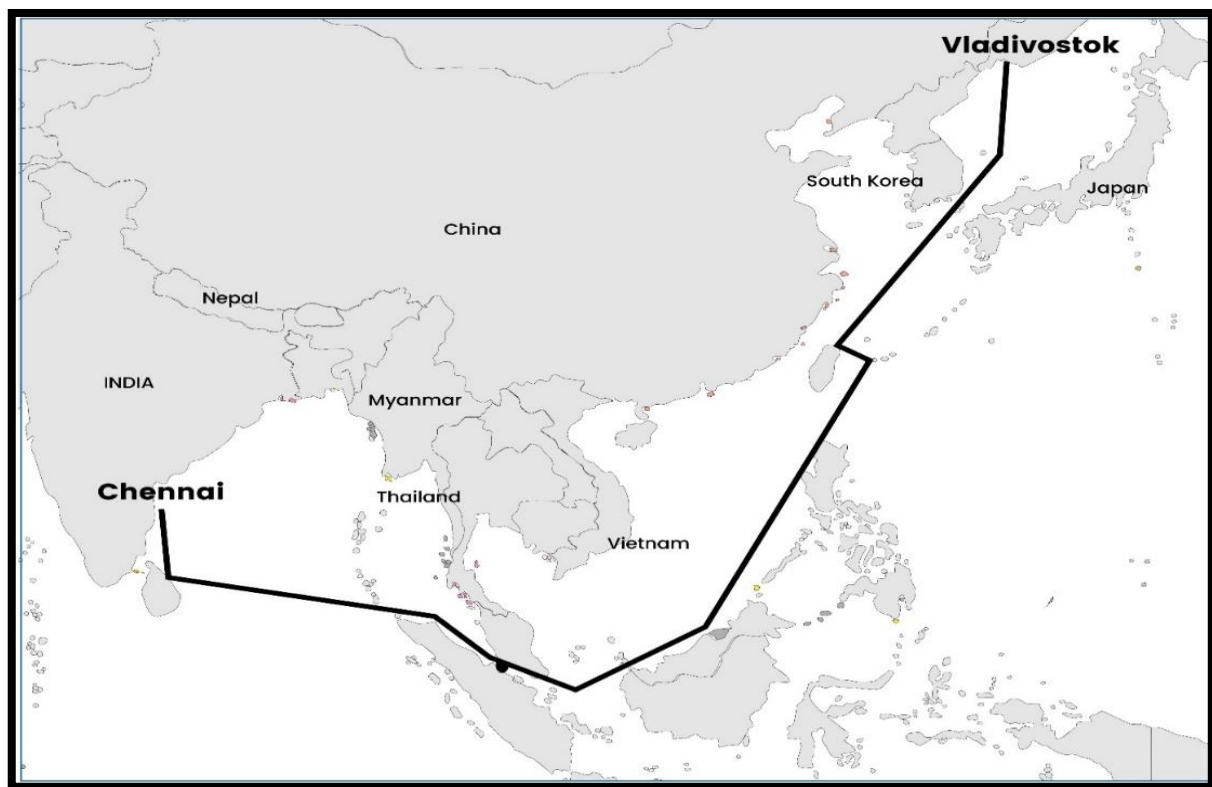 Vladivostok
South Korea
Japan
China
Nepal
INDIA
Myanmar
Chennai
Thailand
Vietnam